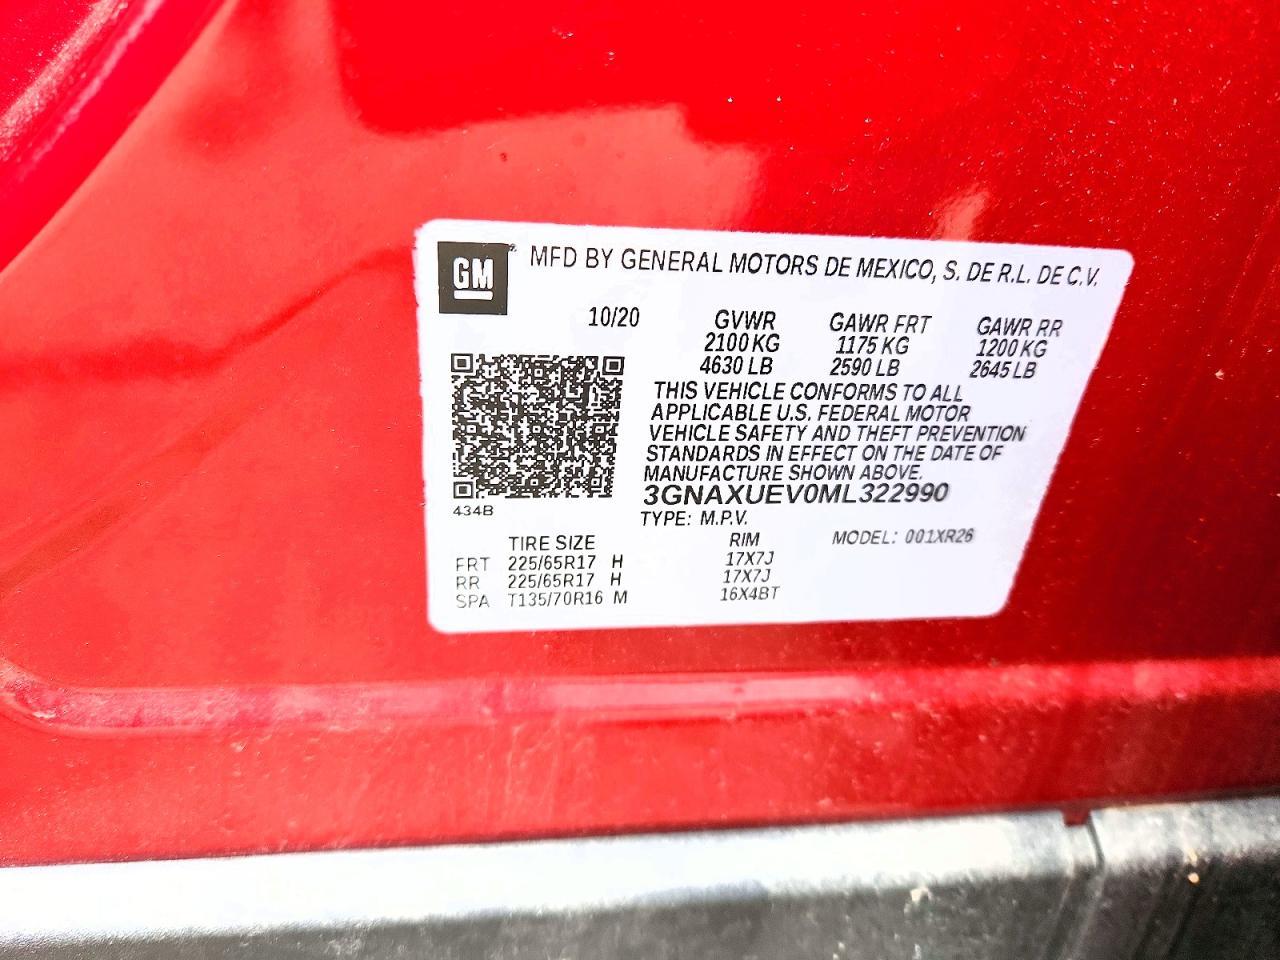 GM
MFD BY GENERAL MOTORS DE MEXICO, S. DE R.L. DE C.V.
10/20 GVWR GAWR FRT GAWR RR
2100 KG 1175 KG 1200 KG
4630 LB 2590 LB 2645 LB
THIS VEHICLE CONFORMS TO ALL
APPLICABLE U.S. FEDERAL MOTOR
VEHICLE SAFETY AND THEFT PREVENTION
STANDARDS IN EFFECT ON THE DATE OF
MANUFACTURE SHOWN ABOVE.
3GNAXUEV0ML322990
434B
TYPE: M.P.V. MODEL: 001XR26
TIRE SIZE RIM
FRT 225/65R17 H 17X7J
RR 225/65R17 H 17X7J
SPA T135/70R16 M 16X4BT